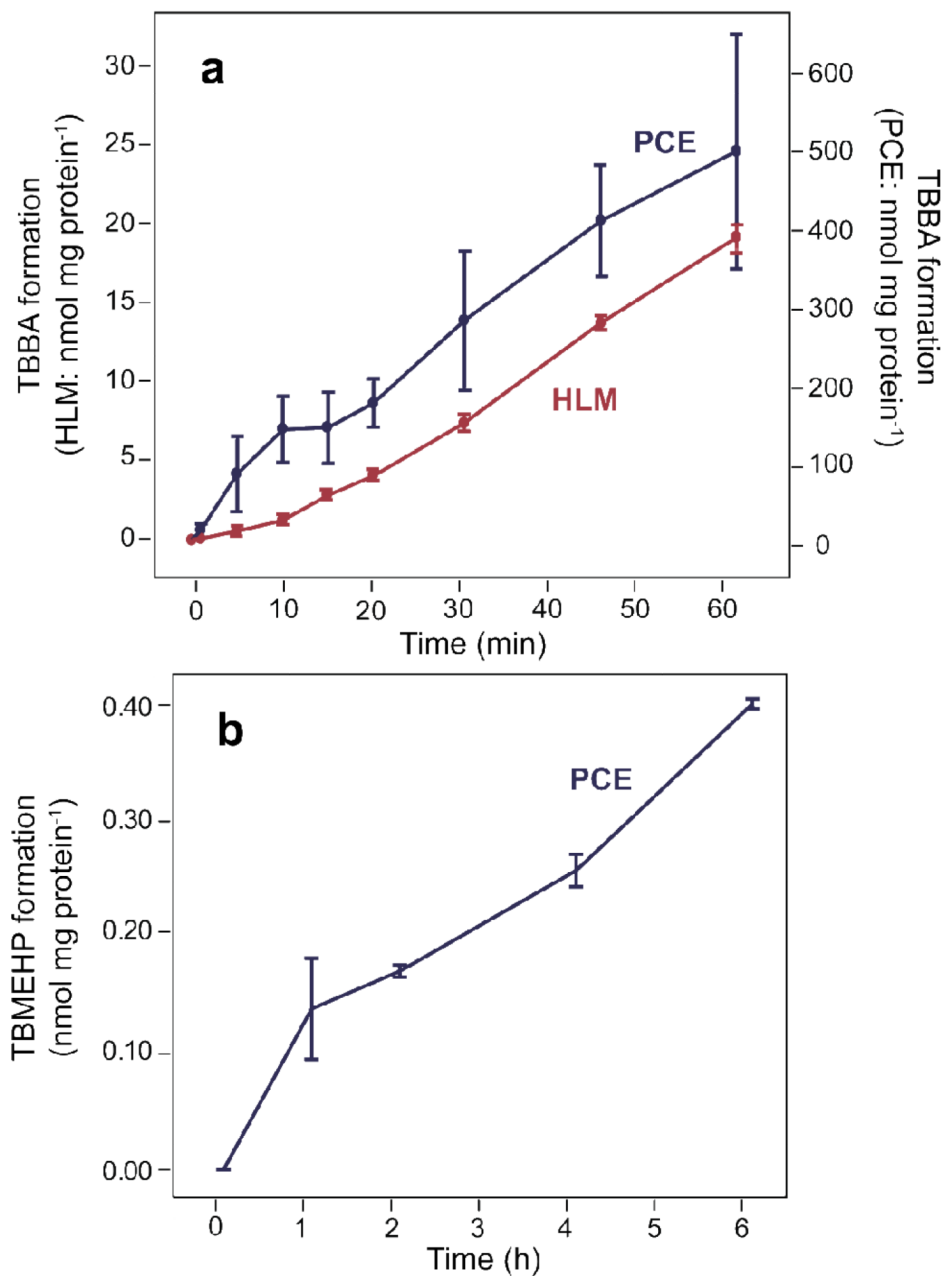 a
TBBA formation
(HLM: nmol mg protein⁻¹)
30
25
20
15
10
5
0
PCE
HLM
600
500
400
300
200
100
0
TBBA formation
(PCE: nmol mg protein⁻¹)
0 10 20 30 40 50 60
Time (min)
b
TBMEHP formation
(nmol mg protein⁻¹)
0.40
0.30
0.20
0.10
0.00
PCE
0 1 2 3 4 5 6
Time (h)